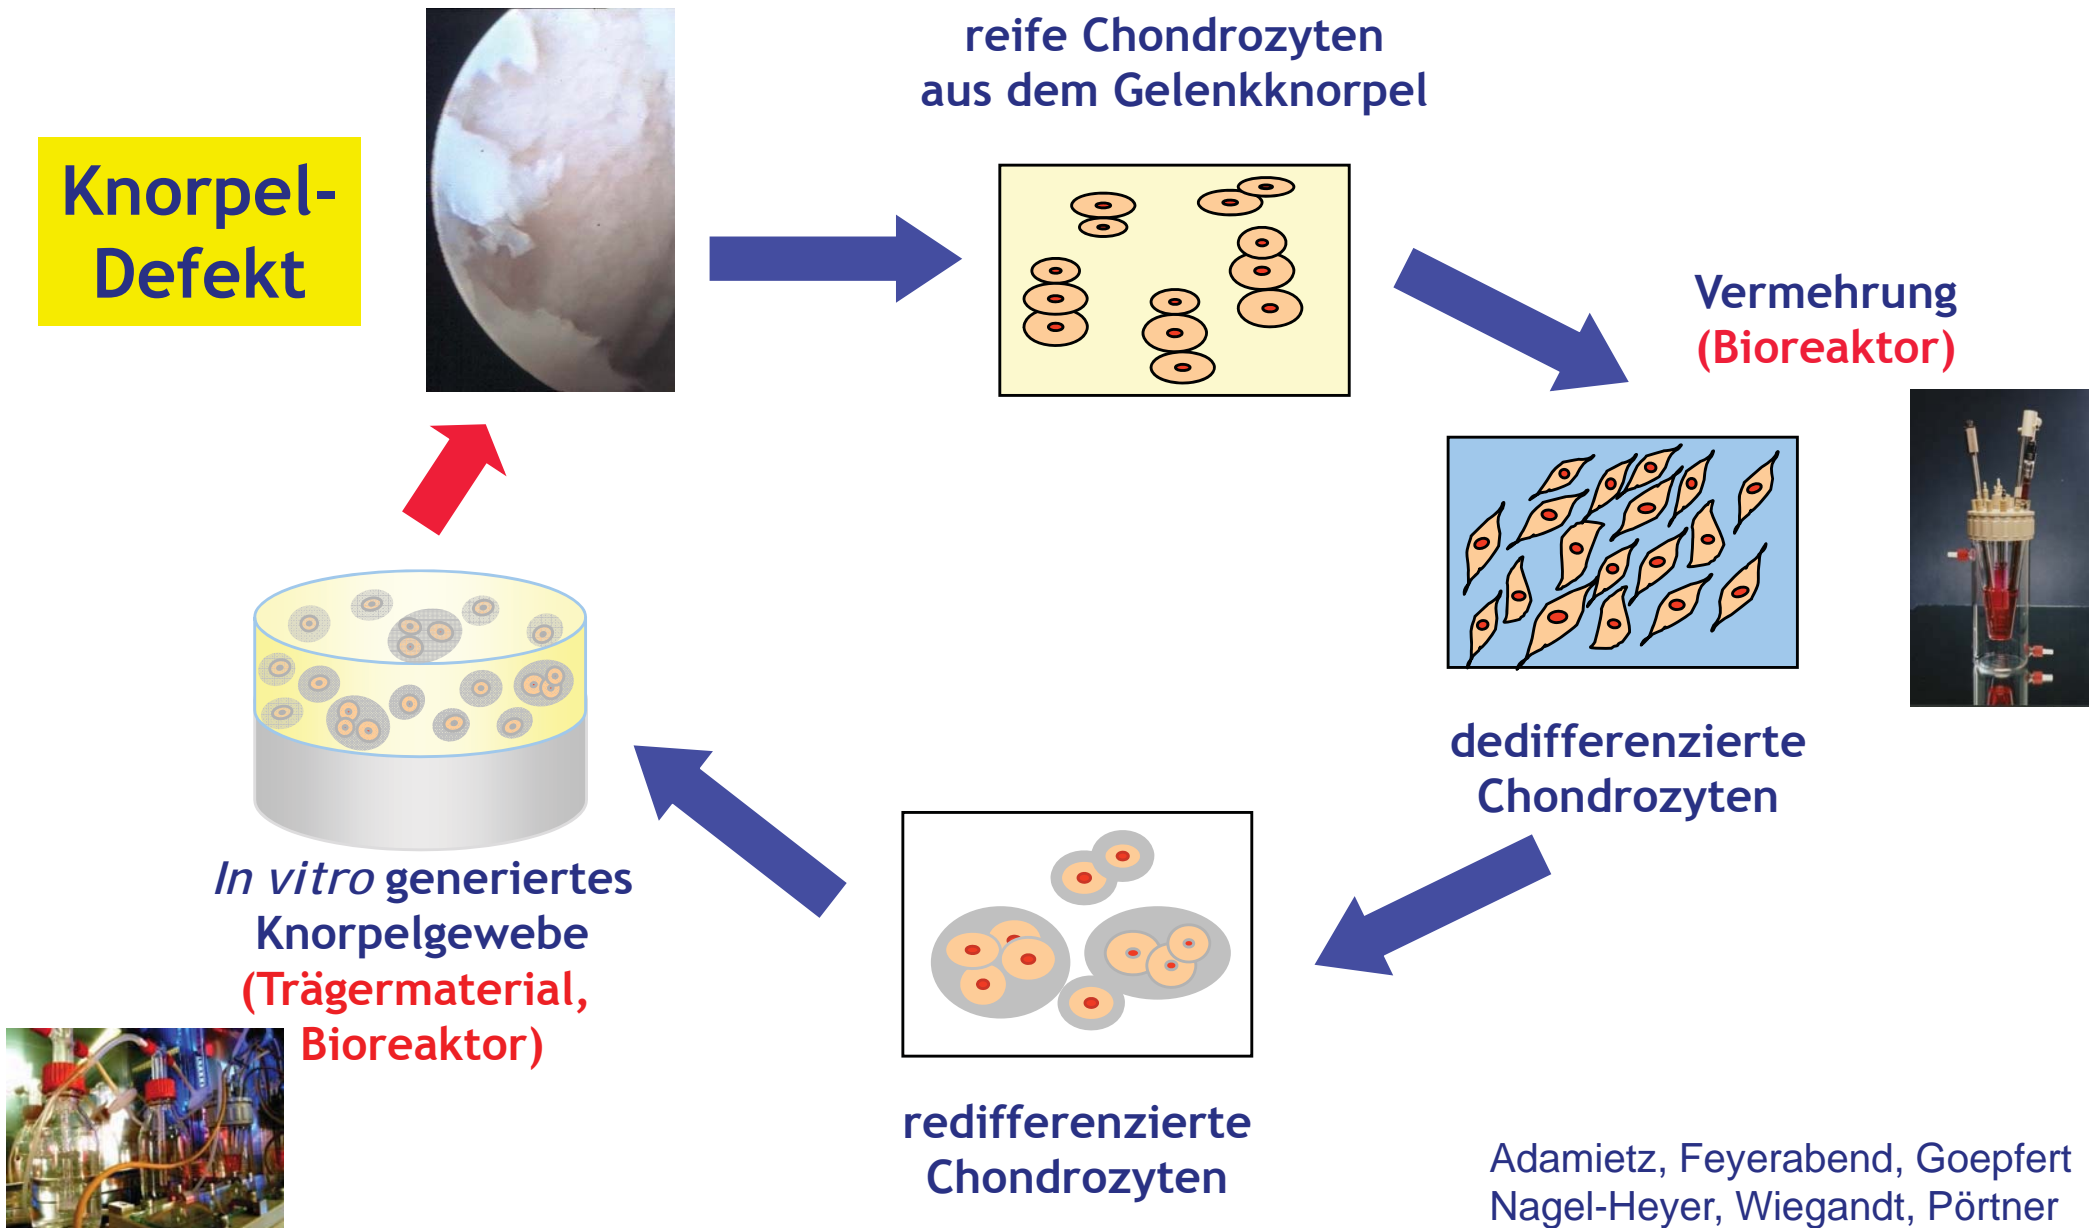 reife Chondrozyten
aus dem Gelenkknorpel
Knorpel-
Defekt
Vermehrung
(Bioreaktor)
dedifferenzierte
Chondrozyten
In vitro generiertes
Knorpelgewebe
(Trägermaterial,
Bioreaktor)
redifferenzierte
Chondrozyten
Adamietz, Feyerabend, Goepfert
Nagel-Heyer, Wiegandt, Pörtner